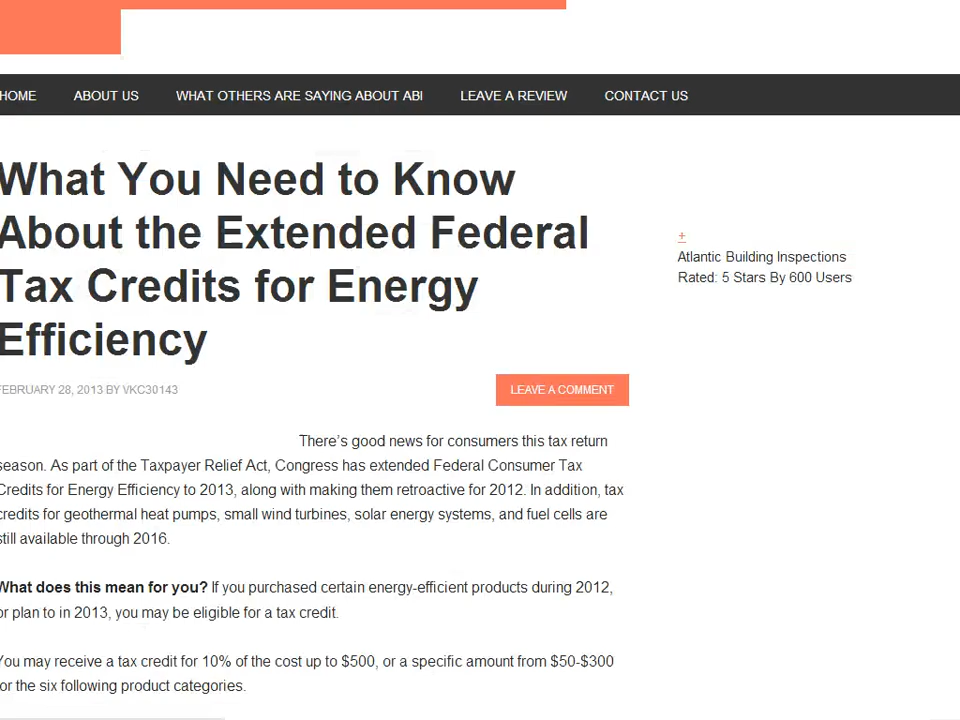 HOME ABOUT US WHAT OTHERS ARE SAYING ABOUT ABI LEAVE A REVIEW CONTACT US
What You Need to Know
About the Extended Federal
Tax Credits for Energy
Efficiency
FEBRUARY 28, 2013 BY VKC30143
LEAVE A COMMENT
There's good news for consumers this tax return
season. As part of the Taxpayer Relief Act, Congress has extended Federal Consumer Tax
Credits for Energy Efficiency to 2013, along with making them retroactive for 2012. In addition, tax
credits for geothermal heat pumps, small wind turbines, solar energy systems, and fuel cells are
still available through 2016.
What does this mean for you? If you purchased certain energy-efficient products during 2012,
or plan to in 2013, you may be eligible for a tax credit.
You may receive a tax credit for 10% of the cost up to $500, or a specific amount from $50-$300
for the six following product categories.
+
Atlantic Building Inspections
Rated: 5 Stars By 600 Users